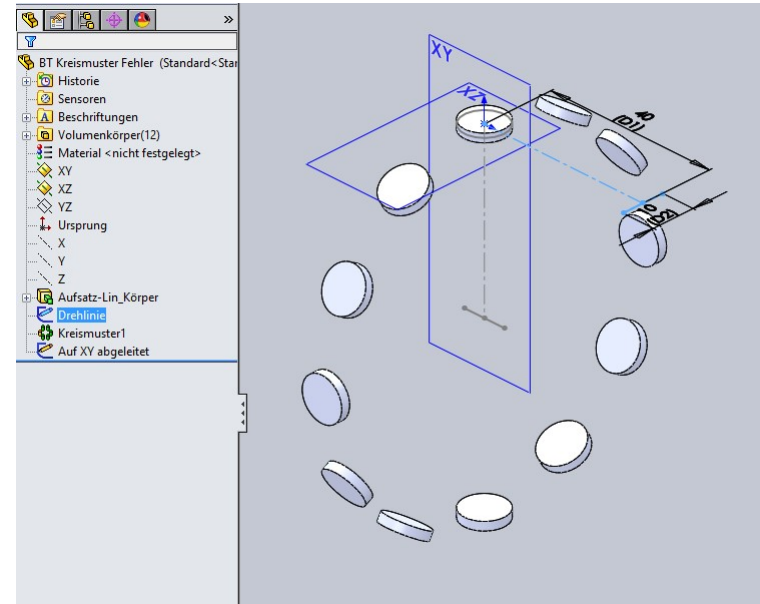 »
BT Kreismuster Fehler (Standard<Star
Historie
Sensoren
A Beschriftungen
Volumenkörper(12)
Material <nicht festgelegt>
XY
XZ
YZ
Ursprung
X
Y
Z
Aufsatz-Lin_Körper
Drehlinie
Kreismuster1
Auf XY abgeleitet
XY
XZ
40
(D1)
10
(D2)